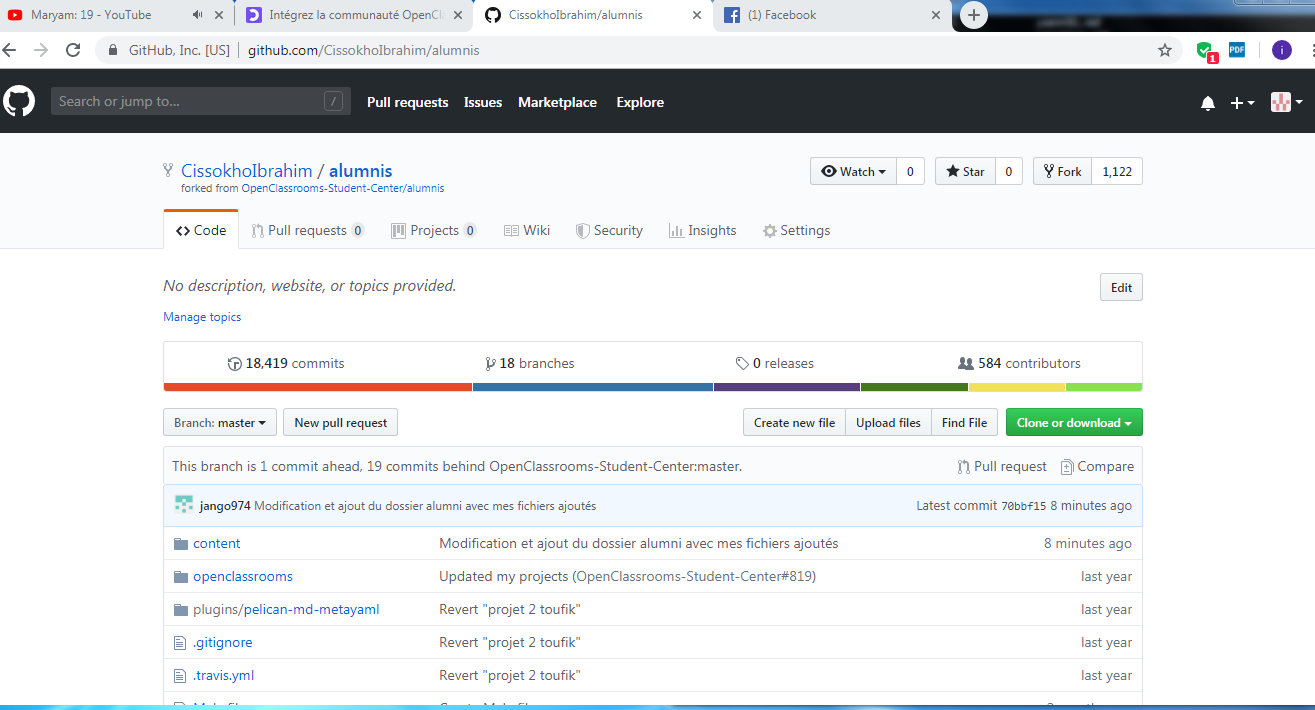 Maryam: 19 - YouTube
Intégrez la communauté OpenCl
CissokhoIbrahim/alumnis
(1) Facebook
GitHub, Inc. [US] github.com/CissokhoIbrahim/alumnis
1 PDF i
Search or jump to... / Pull requests Issues Marketplace Explore
CissokhoIbrahim / alumnis
forked from OpenClassrooms-Student-Center/alumnis
Watch 0 Star 0 Fork 1,122
Code Pull requests 0 Projects 0 Wiki Security Insights Settings
No description, website, or topics provided.
Edit
Manage topics
18,419 commits 18 branches 0 releases 584 contributors
Branch: master New pull request Create new file Upload files Find File Clone or download
This branch is 1 commit ahead, 19 commits behind OpenClassrooms-Student-Center:master. Pull request Compare
jango974 Modification et ajout du dossier alumni avec mes fichiers ajoutés Latest commit 70bbf15 8 minutes ago
content Modification et ajout du dossier alumni avec mes fichiers ajoutés 8 minutes ago
openclassrooms Updated my projects (OpenClassrooms-Student-Center#819) last year
plugins/pelican-md-metayaml Revert "projet 2 toufik" last year
.gitignore Revert "projet 2 toufik" last year
.travis.yml Revert "projet 2 toufik" last year